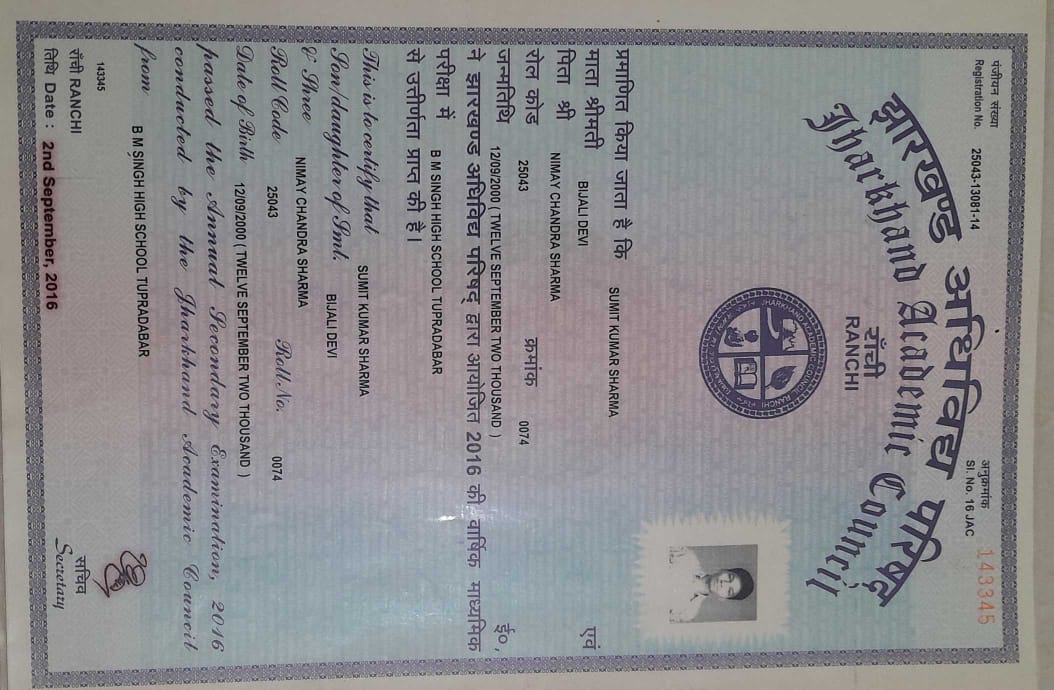 पंजीयन संख्या
Registration No. 25043-13081-14
अनुक्रमांक
Sl. No. 16 JAC 143345
झारखण्ड अधिविद्य परिषद्
Jharkhand Academic Council
राँची
RANCHI
प्रमाणित किया जाता है कि SUMIT KUMAR SHARMA
माता श्रीमती BIJALI DEVI एवं
पिता श्री NIMAY CHANDRA SHARMA
रोल कोड 25043 क्रमांक 0074
जन्मतिथि 12/09/2000 ( TWELVE SEPTEMBER TWO THOUSAND ) ई०,
ने झारखण्ड अधिविद्य परिषद् द्वारा आयोजित 2016 की वार्षिक माध्यमिक
परीक्षा में B M SINGH HIGH SCHOOL TUPRADABAR
से उत्तीर्णता प्राप्त की है।
This is to certify that SUMIT KUMAR SHARMA
Son/daughter of Smt. BIJALI DEVI
& Shree NIMAY CHANDRA SHARMA
Roll Code 25043 Roll No. 0074
Date of Birth 12/09/2000 ( TWELVE SEPTEMBER TWO THOUSAND )
passed the Annual Secondary Examination, 2016
conducted by the Jharkhand Academic Council
from B M SINGH HIGH SCHOOL TUPRADABAR
143345
राँची RANCHI
तिथि Date : 2nd September, 2016
सचिव
Secretary